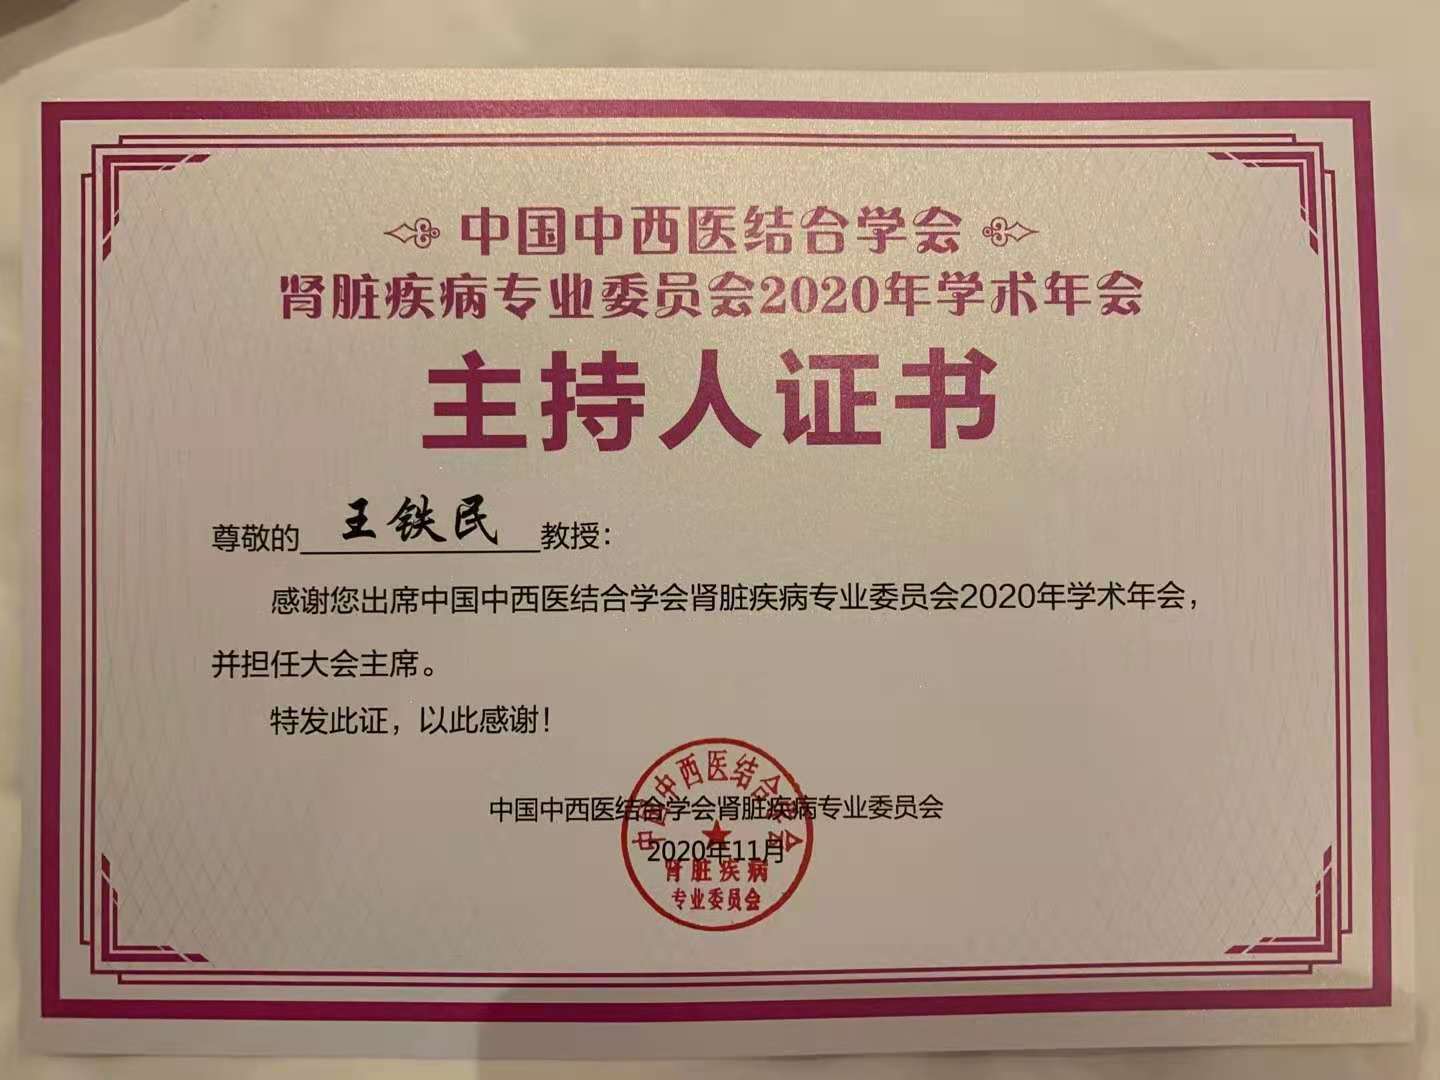 中国中西医结合学会
肾脏疾病专业委员会2020年学术年会
主持人证书
尊敬的 王铁民 教授：
感谢您出席中国中西医结合学会肾脏疾病专业委员会2020年学术年会，
并担任大会主席。
特发此证，以此感谢！
中国中西医结合学会肾脏疾病专业委员会
2020年11月
中国中西医结合学会
肾脏疾病
专业委员会